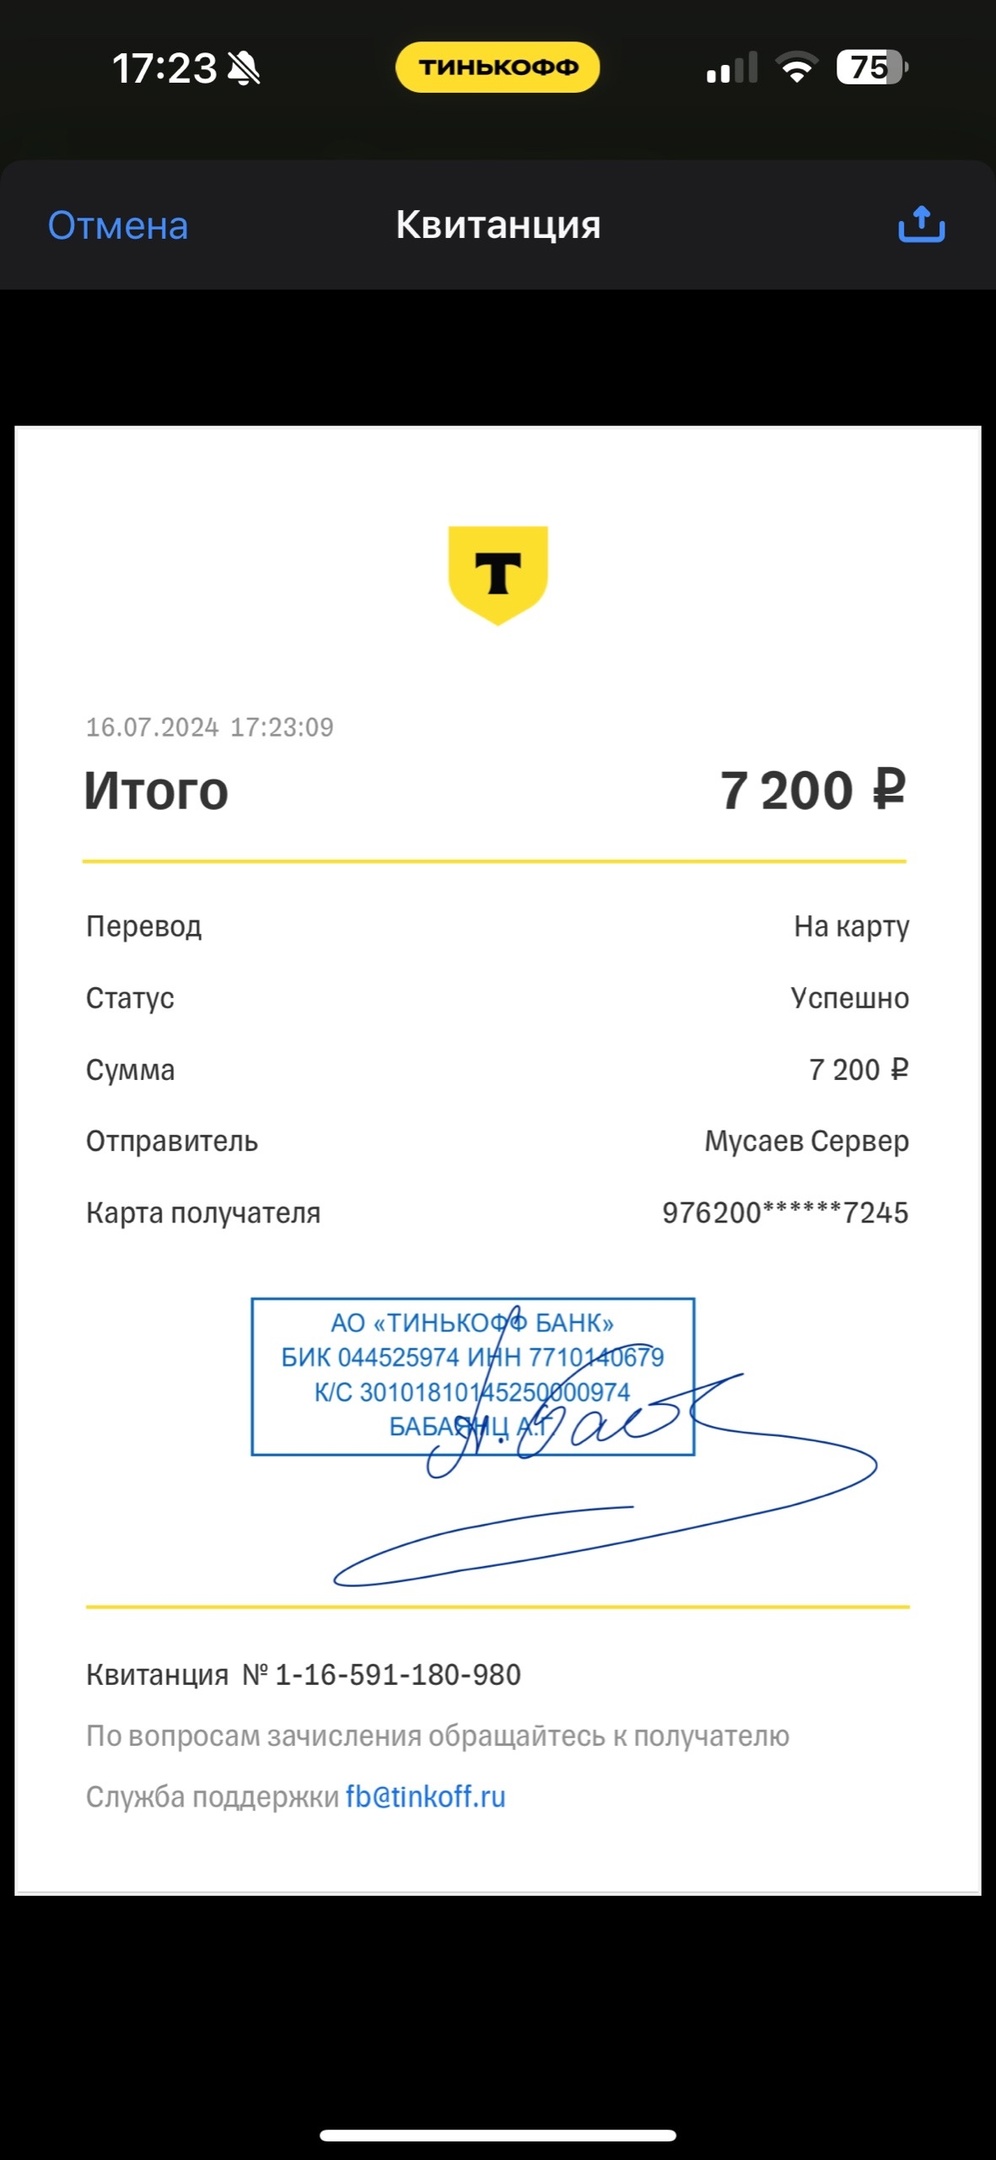 17:23 ТИНЬКОФФ 75
Отмена Квитанция
Т
16.07.2024 17:23:09
Итого 7 200 ₽
Перевод На карту
Статус Успешно
Сумма 7 200 ₽
Отправитель Мусаев Сервер
Карта получателя 976200******7245
АО «ТИНЬКОФФ БАНК»
БИК 044525974 ИНН 7710140679
К/С 30101810145250000974
БАБАЯНЦ А.Г.
Квитанция № 1-16-591-180-980
По вопросам зачисления обращайтесь к получателю
Служба поддержки fb@tinkoff.ru